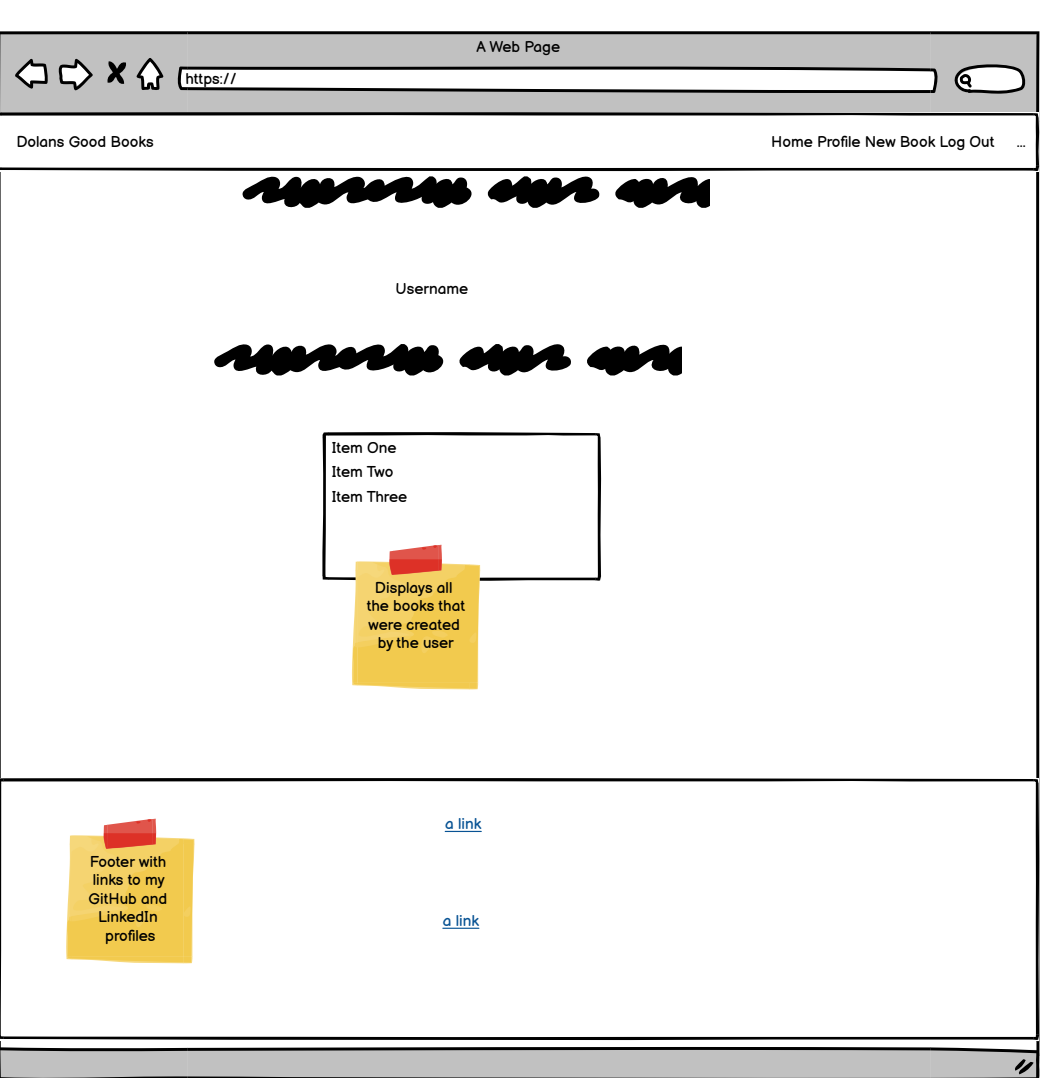 A Web Page
https://
Dolans Good Books
Home Profile New Book Log Out ...
Username
Item One
Item Two
Item Three
Displays all
the books that
were created
by the user
a link
Footer with
links to my
GitHub and
LinkedIn
profiles
a link